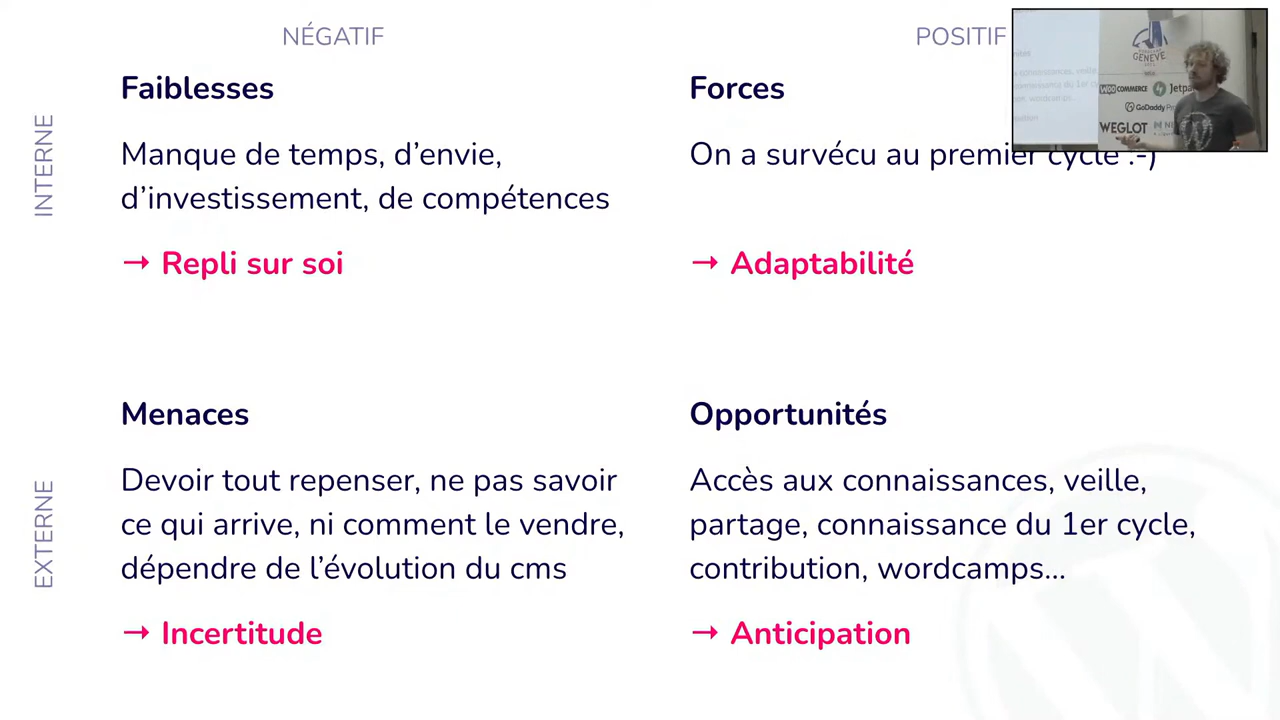 NÉGATIF
POSITIF
INTERNE
Faiblesses
Manque de temps, d’envie,
d’investissement, de compétences
→ Repli sur soi
Forces
On a survécu au premier cycle :-)
→ Adaptabilité
EXTERNE
Menaces
Devoir tout repenser, ne pas savoir
ce qui arrive, ni comment le vendre,
dépendre de l’évolution du cms
→ Incertitude
Opportunités
Accès aux connaissances, veille,
partage, connaissance du 1er cycle,
contribution, wordcamps...
→ Anticipation
GENEVE
WOO COMMERCE
GoDaddy
WEGLOT